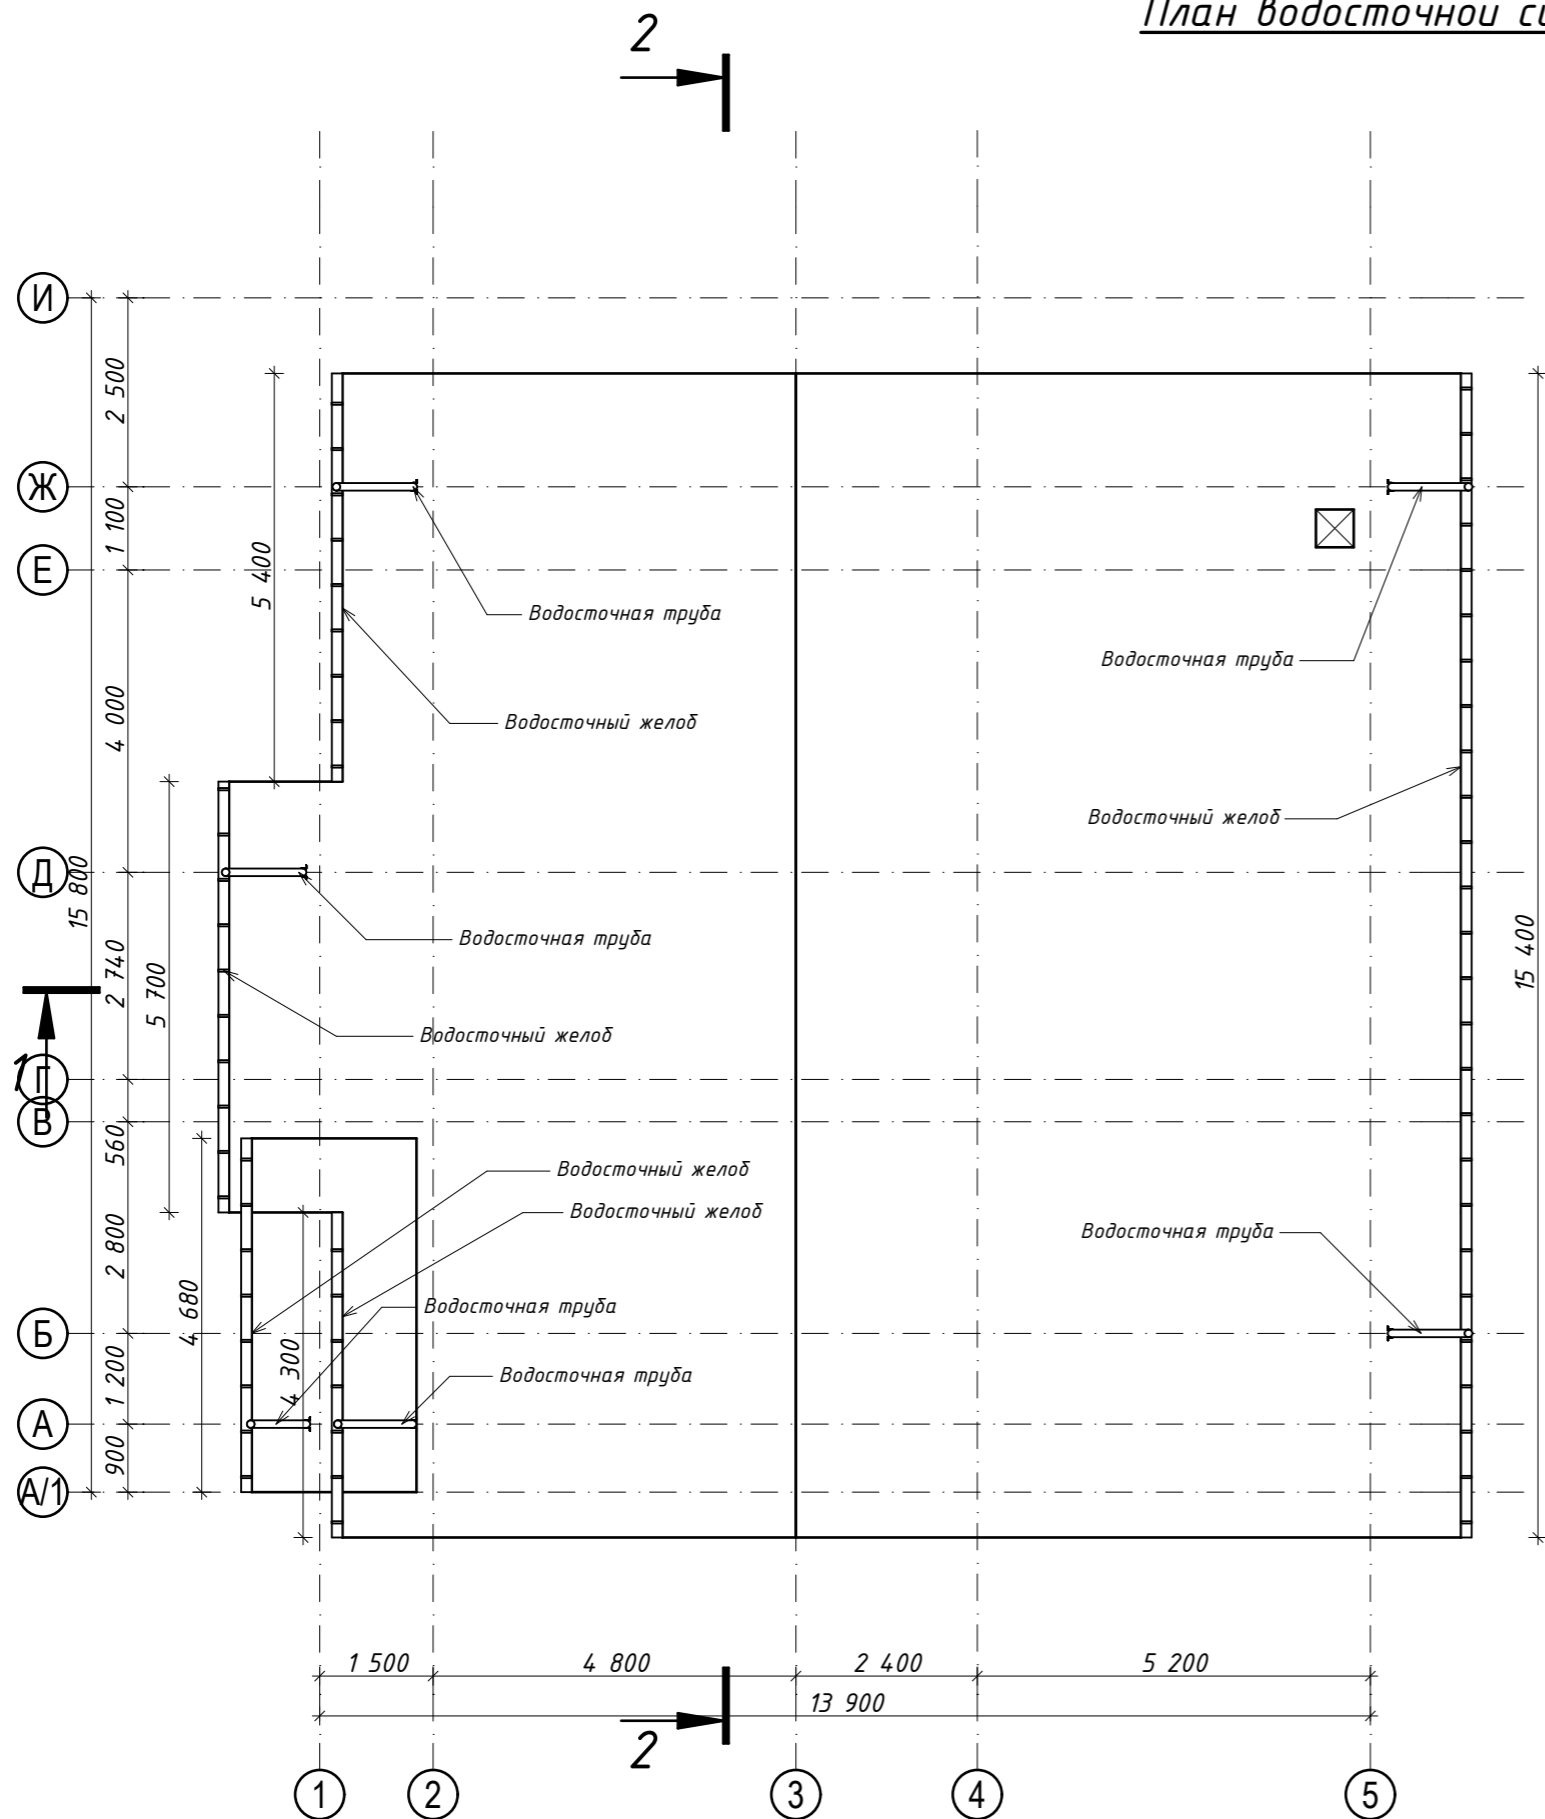 План водосточной си
2
И
2 500
Ж
1 100
5 400
Е
Водосточная труба
Водосточная труба
4 000
Водосточный желоб
Водосточный желоб
Д
15 800
2 740
Водосточная труба
15 400
5 700
Водосточный желоб
1
Г
В
560
Водосточный желоб
Водосточный желоб
Водосточная труба
2 800
4 680
Водосточная труба
Б
4 300
1 200
Водосточная труба
А
900
А/1
1 500
4 800
2 400
5 200
13 900
2
1
2
3
4
5